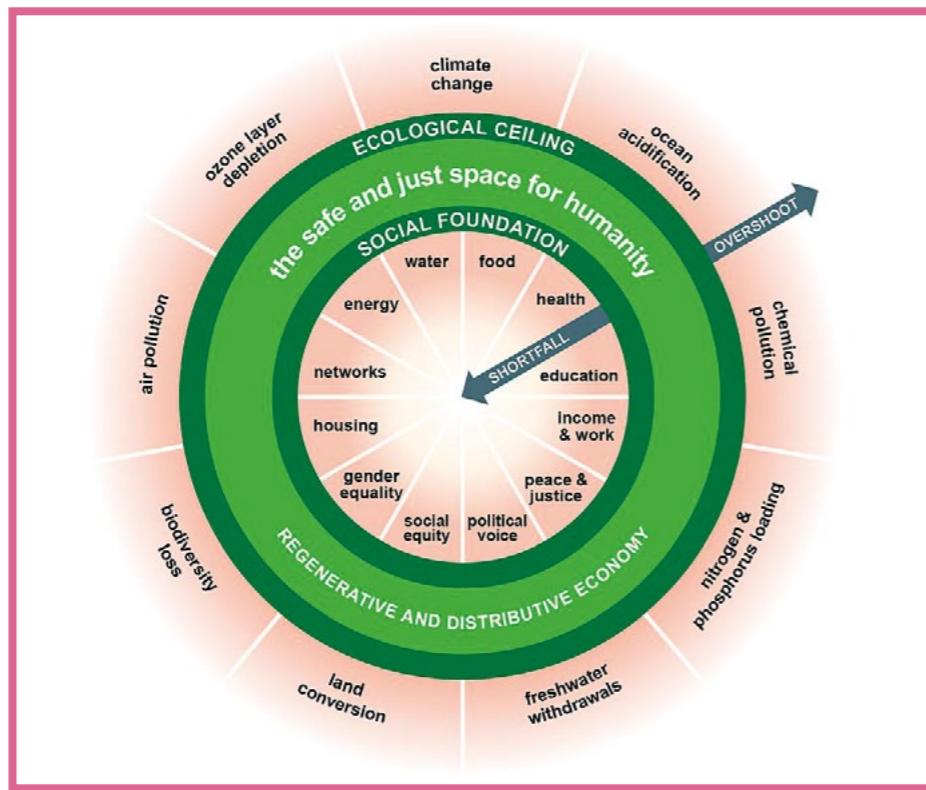 climate
change
ocean
acidification
chemical
pollution
nitrogen &
phosphorus loading
freshwater
withdrawals
land
conversion
biodiversity
loss
air pollution
ozone layer
depletion
ECOLOGICAL CEILING
the safe and just space for humanity
SOCIAL FOUNDATION
OVERSHOOT
SHORTFALL
water
food
health
education
income
& work
peace &
justice
political
voice
social
equity
gender
equality
housing
networks
energy
REGENERATIVE AND DISTRIBUTIVE ECONOMY